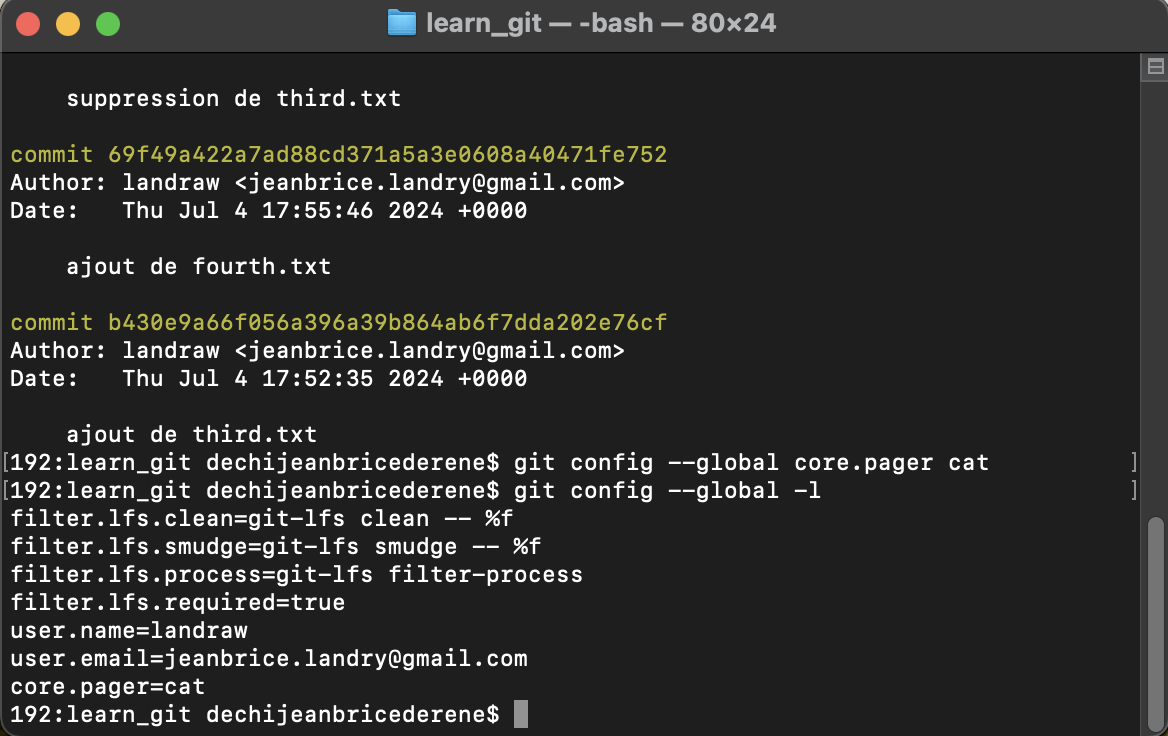 learn_git — -bash — 80×24
suppression de third.txt
commit 69f49a422a7ad88cd371a5a3e0608a40471fe752
Author: landraw <jeanbrice.landry@gmail.com>
Date:   Thu Jul 4 17:55:46 2024 +0000
ajout de fourth.txt
commit b430e9a66f056a396a39b864ab6f7dda202e76cf
Author: landraw <jeanbrice.landry@gmail.com>
Date:   Thu Jul 4 17:52:35 2024 +0000
ajout de third.txt
[192:learn_git dechijeanbricederene$ git config --global core.pager cat ]
[192:learn_git dechijeanbricederene$ git config --global -l ]
filter.lfs.clean=git-lfs clean -- %f
filter.lfs.smudge=git-lfs smudge -- %f
filter.lfs.process=git-lfs filter-process
filter.lfs.required=true
user.name=landraw
user.email=jeanbrice.landry@gmail.com
core.pager=cat
192:learn_git dechijeanbricederene$